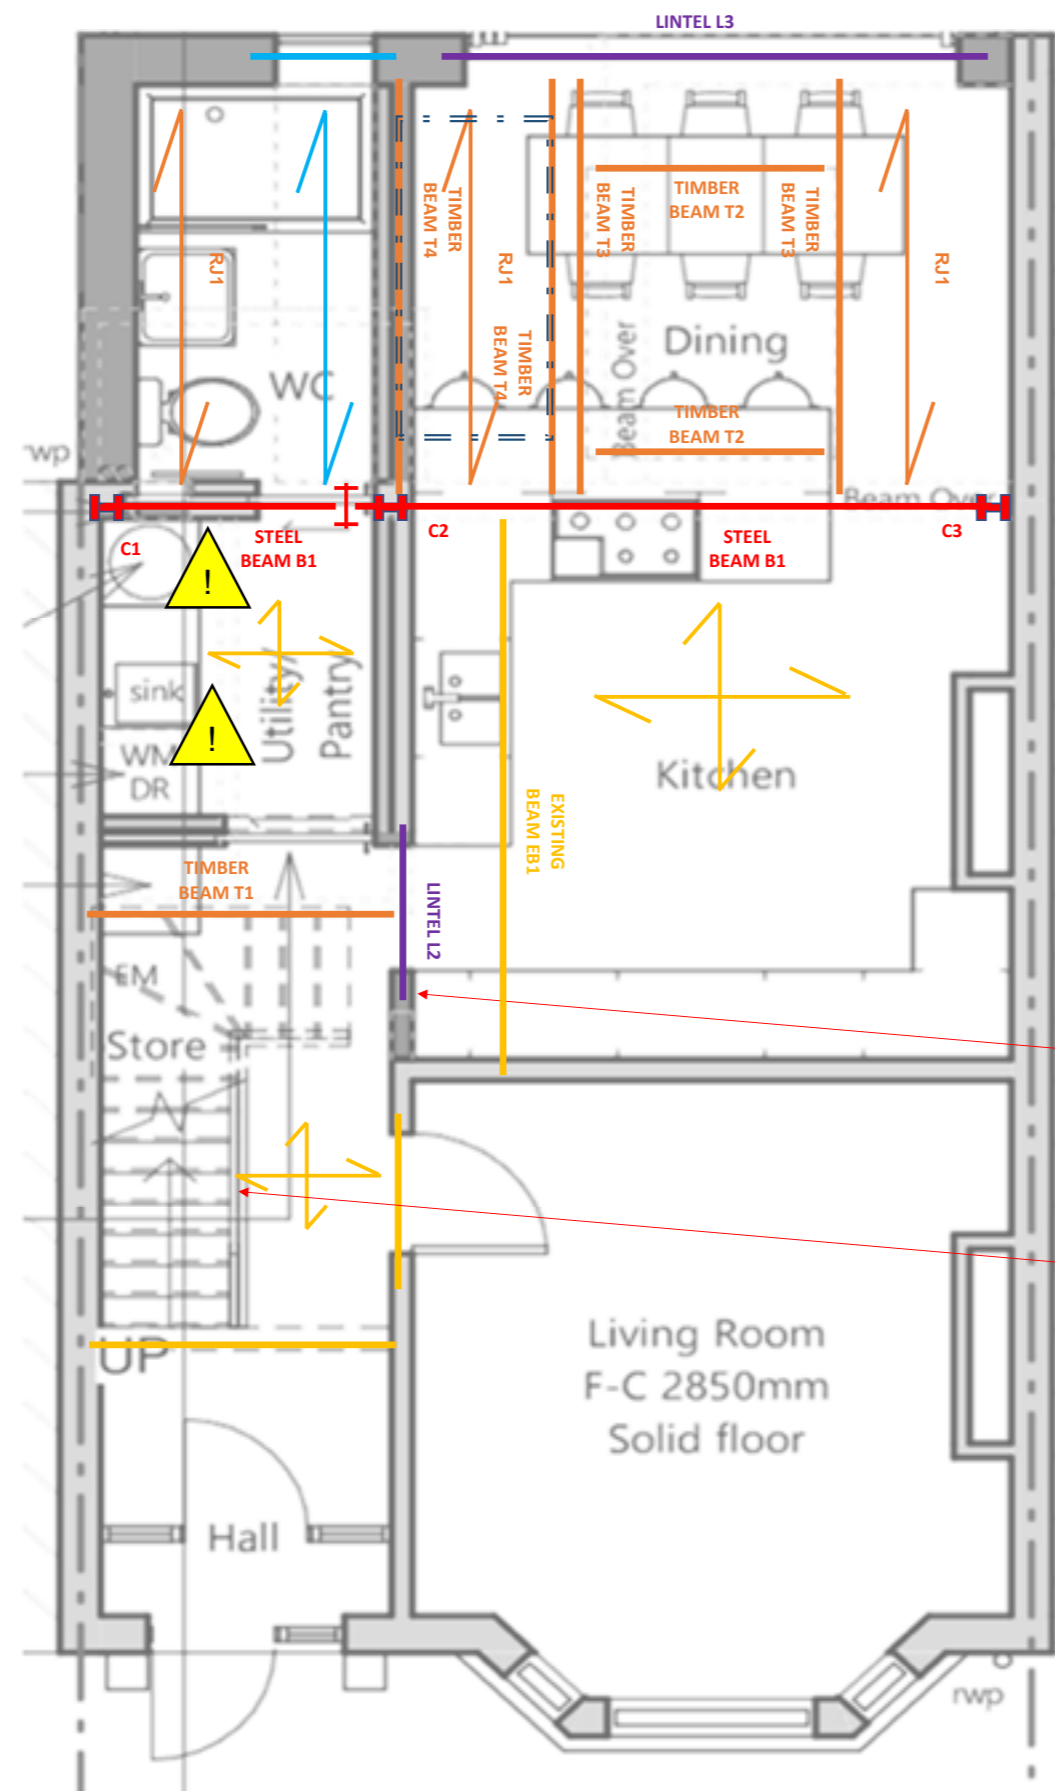 LINTEL L3
TIMBER
BEAM T4
TIMBER
BEAM T3
TIMBER
BEAM T2
TIMBER
BEAM T3
RJ1
RJ1
RJ1
TIMBER
BEAM T4
Dining
Beam Over
WC
TIMBER
BEAM T2
rwp
Beam Over
C1
STEEL
BEAM B1
C2
STEEL
BEAM B1
C3
!
sink
Utility/
Pantry
!
WM
DR
Kitchen
EXISTING
BEAM EB1
TIMBER
BEAM T1
LINTEL L2
EM
Store
UP
Living Room
F-C 2850mm
Solid floor
Hall
rwp